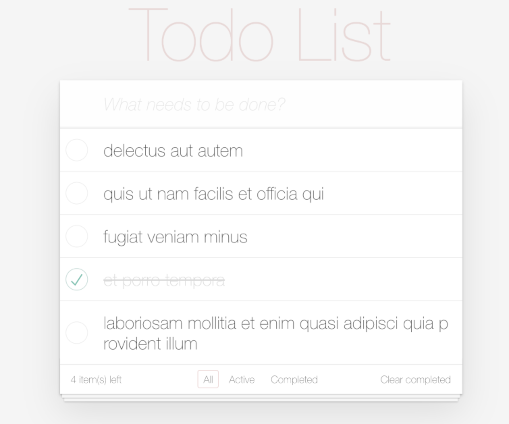 Todo List
What needs to be done?
delectus aut autem
quis ut nam facilis et officia qui
fugiat veniam minus
et porro tempora
laboriosam mollitia et enim quasi adipisci quia p
rovident illum
4 item(s) left All Active Completed Clear completed